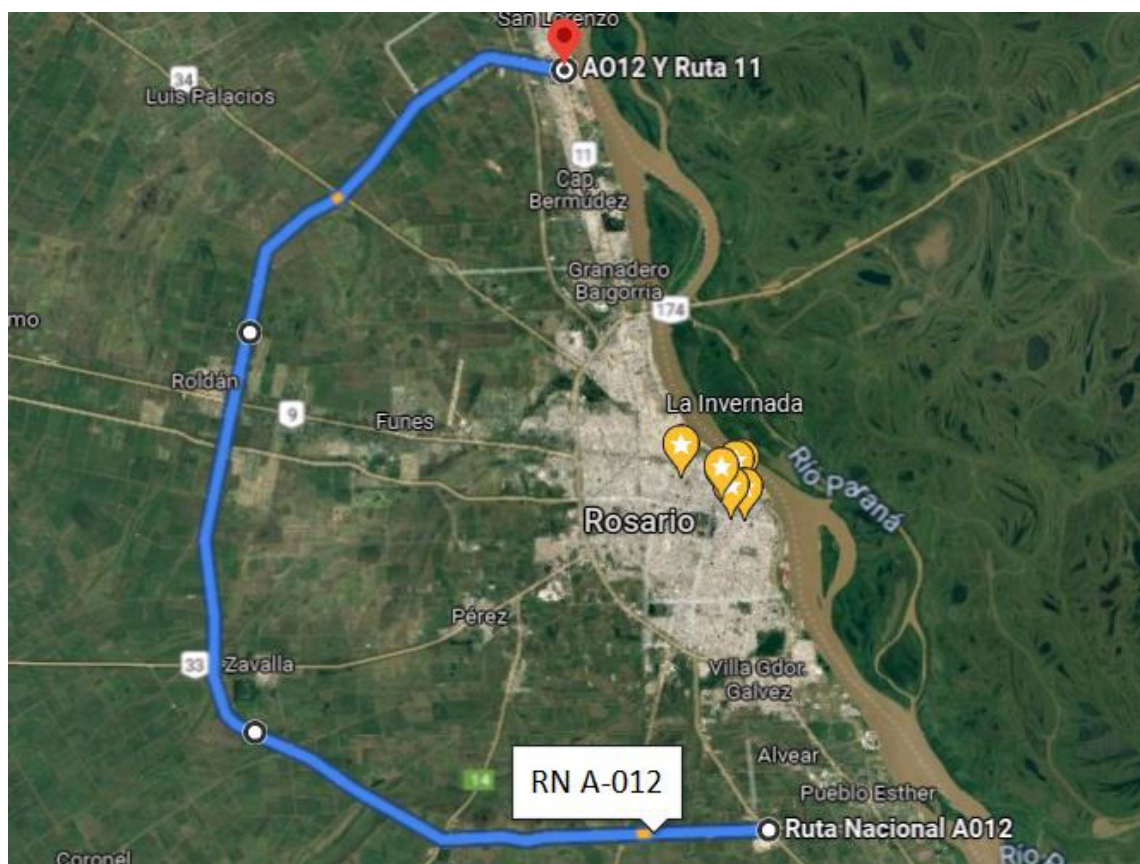 San Lorenzo
AO12 Y Ruta 11
34
Luis Palacios
11
Cap.
Bermúdez
Granadero
Baigorria
174
mo
Roldán
9
Funes
La Invernada
Río Paraná
Rosario
Pérez
33
Zavalla
Villa Gdor.
Galvez
14
RN A-012
Alvear
Pueblo Esther
Ruta Nacional A012
Coronel
Río